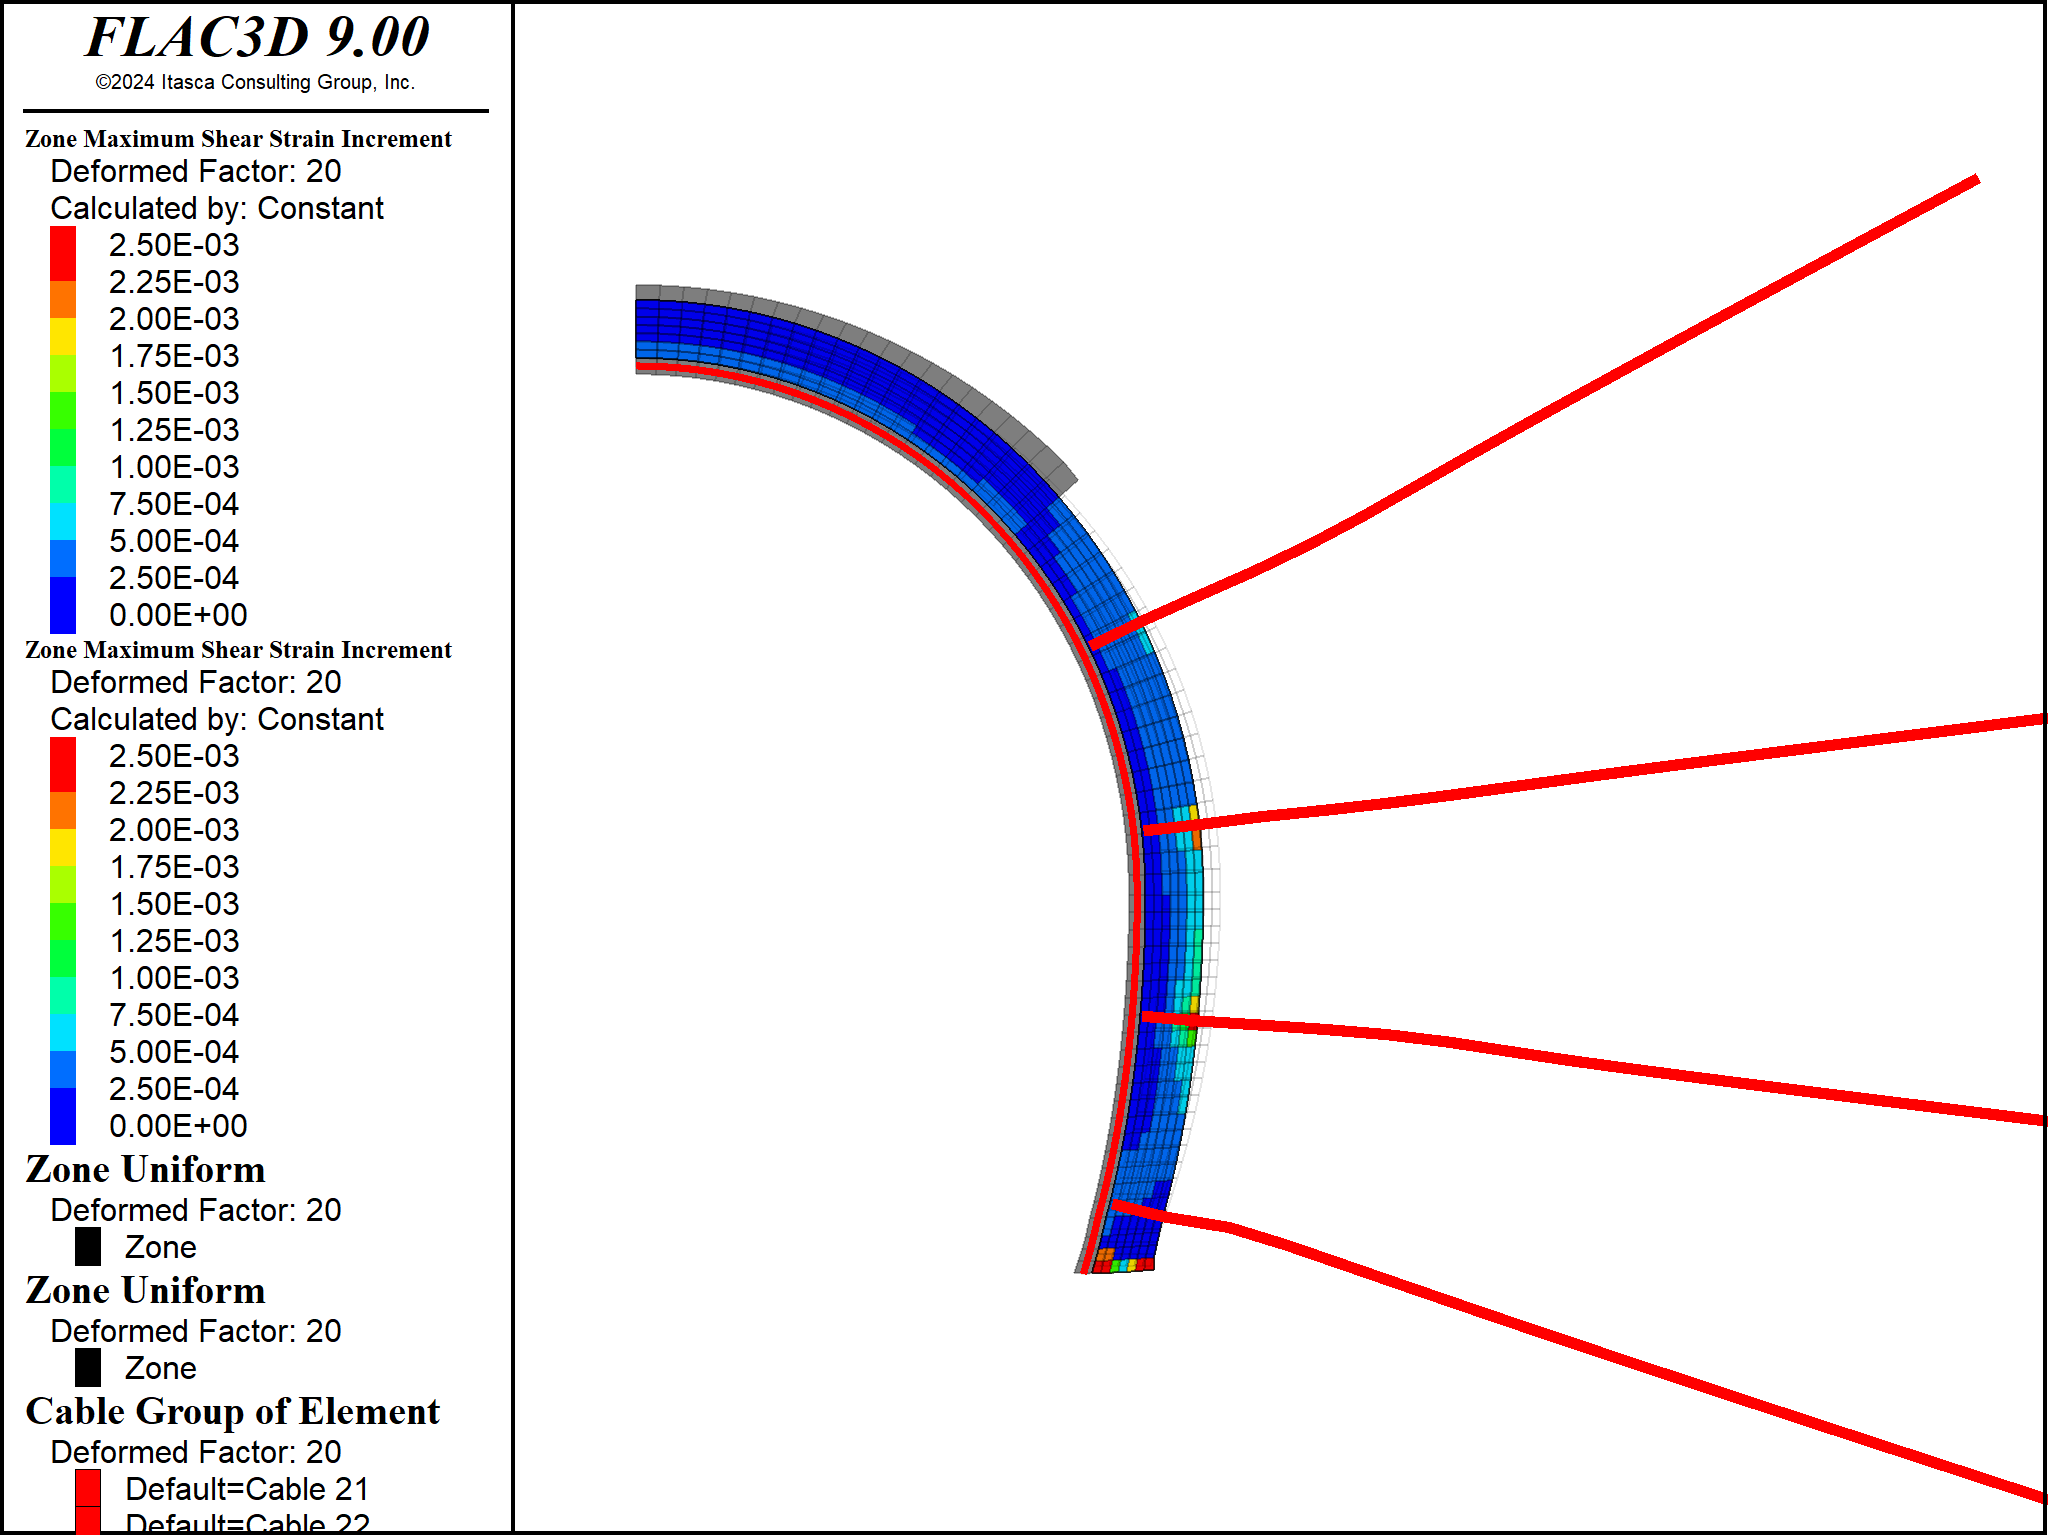 FLAC3D 9.00
©2024 Itasca Consulting Group, Inc.
Zone Maximum Shear Strain Increment
Deformed Factor: 20
Calculated by: Constant
2.50E-03
2.25E-03
2.00E-03
1.75E-03
1.50E-03
1.25E-03
1.00E-03
7.50E-04
5.00E-04
2.50E-04
0.00E+00
Zone Maximum Shear Strain Increment
Deformed Factor: 20
Calculated by: Constant
2.50E-03
2.25E-03
2.00E-03
1.75E-03
1.50E-03
1.25E-03
1.00E-03
7.50E-04
5.00E-04
2.50E-04
0.00E+00
Zone Uniform
Deformed Factor: 20
Zone
Zone Uniform
Deformed Factor: 20
Zone
Cable Group of Element
Deformed Factor: 20
Default=Cable 21
Default=Cable 22